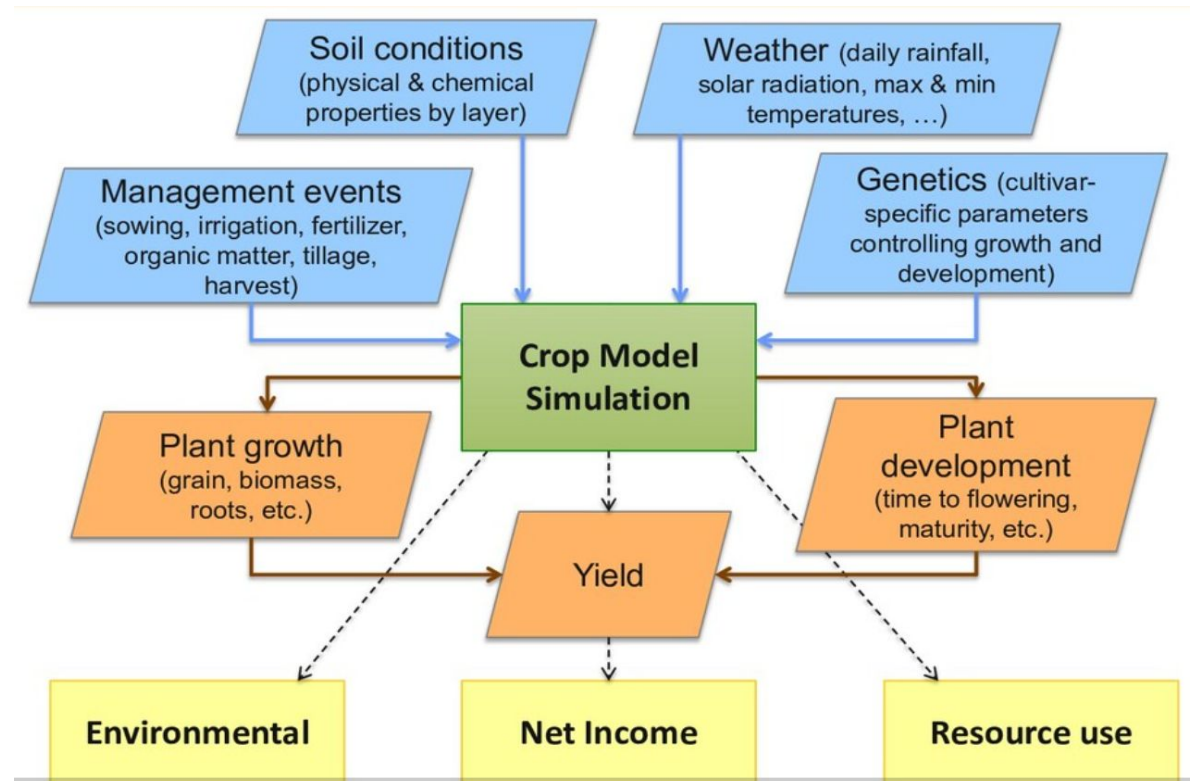 Soil conditions
(physical & chemical
properties by layer)
Weather (daily rainfall,
solar radiation, max & min
temperatures, …)
Management events
(sowing, irrigation, fertilizer,
organic matter, tillage,
harvest)
Genetics (cultivar-
specific parameters
controlling growth and
development)
Crop Model
Simulation
Plant growth
(grain, biomass,
roots, etc.)
Plant
development
(time to flowering,
maturity, etc.)
Yield
Environmental
Net Income
Resource use